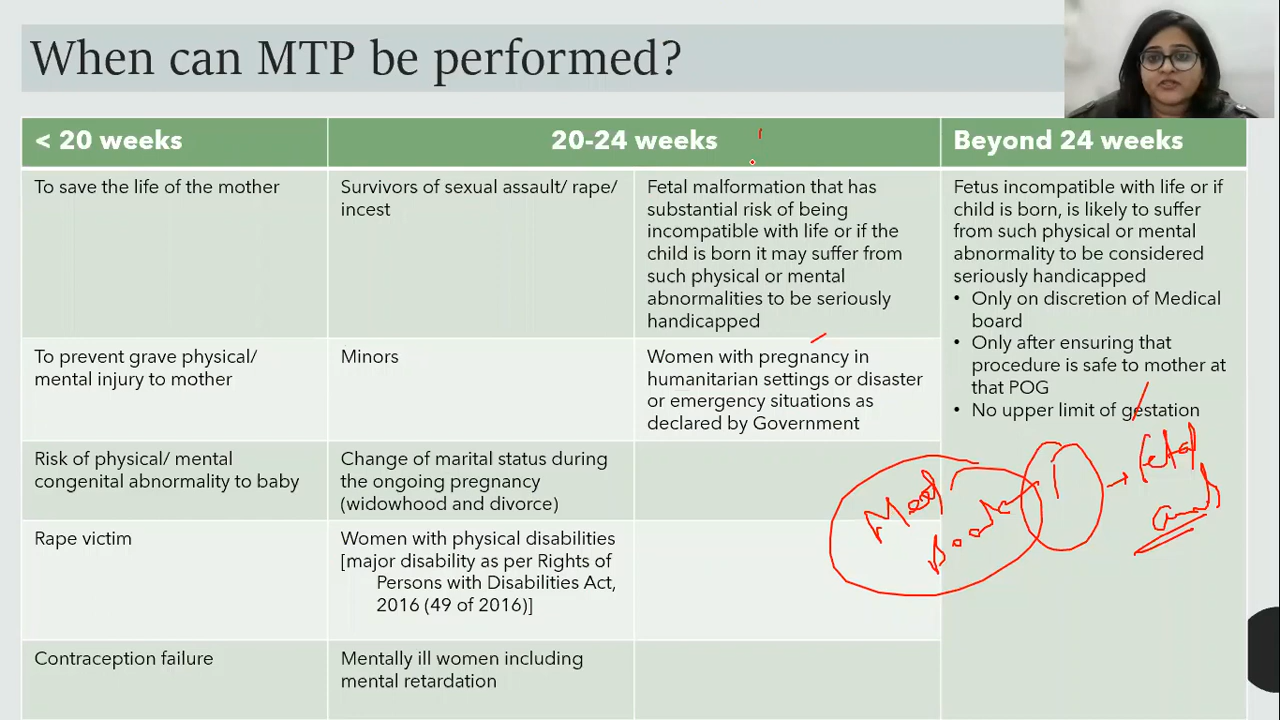 When can MTP be performed?
< 20 weeks
20-24 weeks
Beyond 24 weeks
To save the life of the mother
Survivors of sexual assault/ rape/
incest
Fetal malformation that has
substantial risk of being
incompatible with life or if the
child is born it may suffer from
such physical or mental
abnormalities to be seriously
handicapped
Fetus incompatible with life or if
child is born, is likely to suffer
from such physical or mental
abnormality to be considered
seriously handicapped
• Only on discretion of Medical
board
• Only after ensuring that
procedure is safe to mother at
that POG
• No upper limit of gestation
To prevent grave physical/
mental injury to mother
Minors
Women with pregnancy in
humanitarian settings or disaster
or emergency situations as
declared by Government
Risk of physical/ mental
congenital abnormality to baby
Change of marital status during
the ongoing pregnancy
(widowhood and divorce)
Rape victim
Women with physical disabilities
[major disability as per Rights of
Persons with Disabilities Act,
2016 (49 of 2016)]
Contraception failure
Mentally ill women including
mental retardation
Med
Fetal